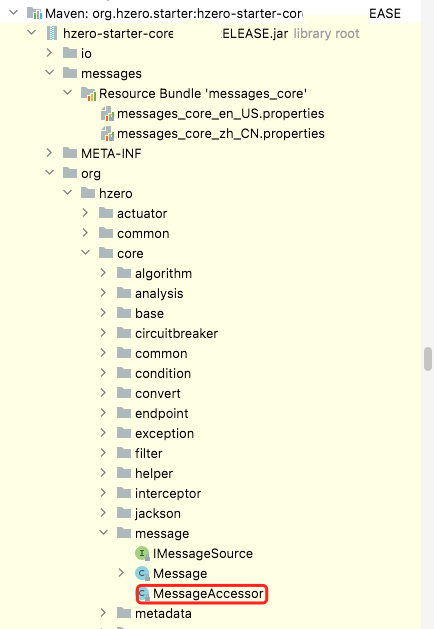 Maven: org.hzero.starter:hzero-starter-core EASE
hzero-starter-core ELEASE.jar library root
io
messages
Resource Bundle 'messages_core'
messages_core_en_US.properties
messages_core_zh_CN.properties
META-INF
org
hzero
actuator
common
core
algorithm
analysis
base
circuitbreaker
common
condition
convert
endpoint
exception
filter
helper
interceptor
jackson
message
IMessageSource
Message
MessageAccessor
metadata